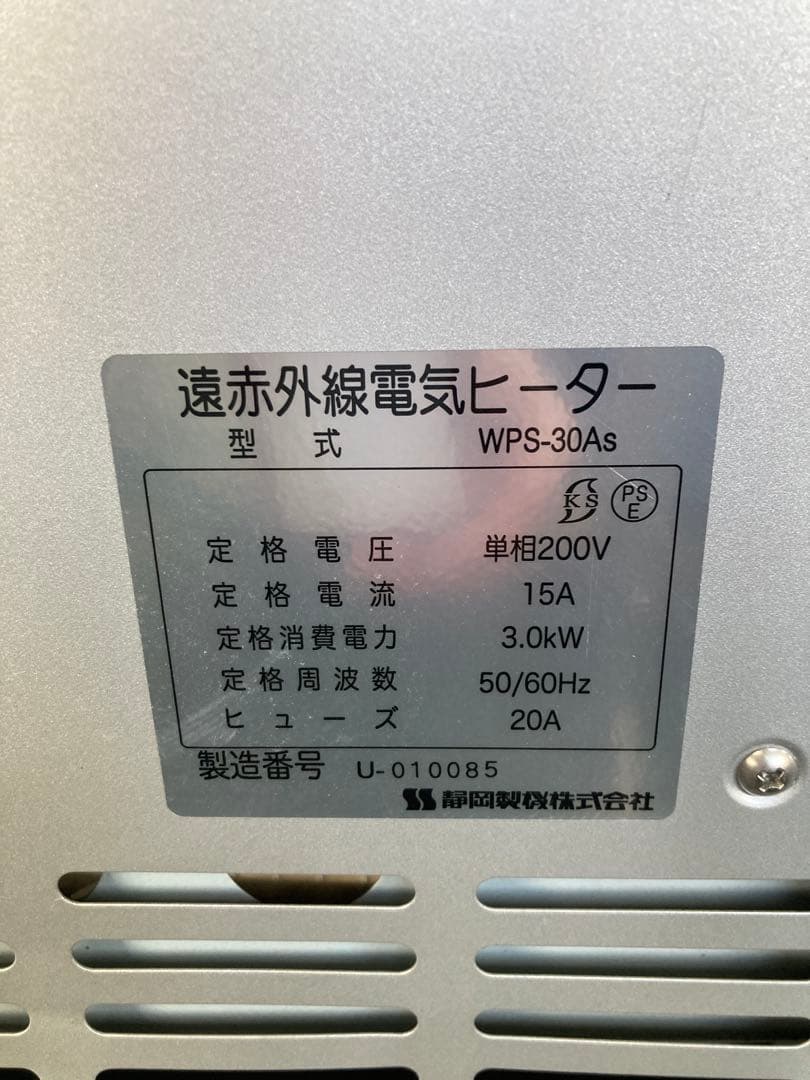 遠赤外線電気ヒーター
型式 WPS-30As
KS PSE
定格電圧 単相200V
定格電流 15A
定格消費電力 3.0kW
定格周波数 50/60Hz
ヒューズ 20A
製造番号 U-010085
静岡製機株式会社